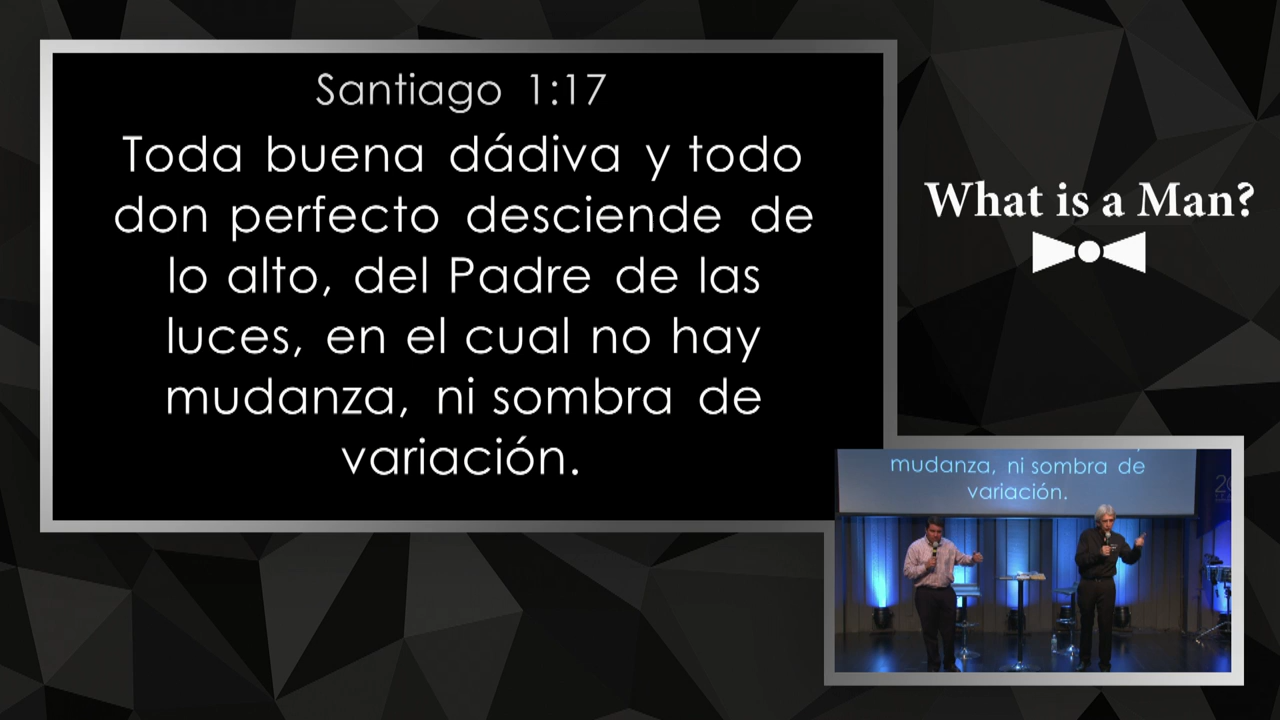 Santiago 1:17
Toda buena dádiva y todo
don perfecto desciende de
lo alto, del Padre de las
luces, en el cual no hay
mudanza, ni sombra de
variación.
What is a Man?
mudanza, ni sombra de
variación.